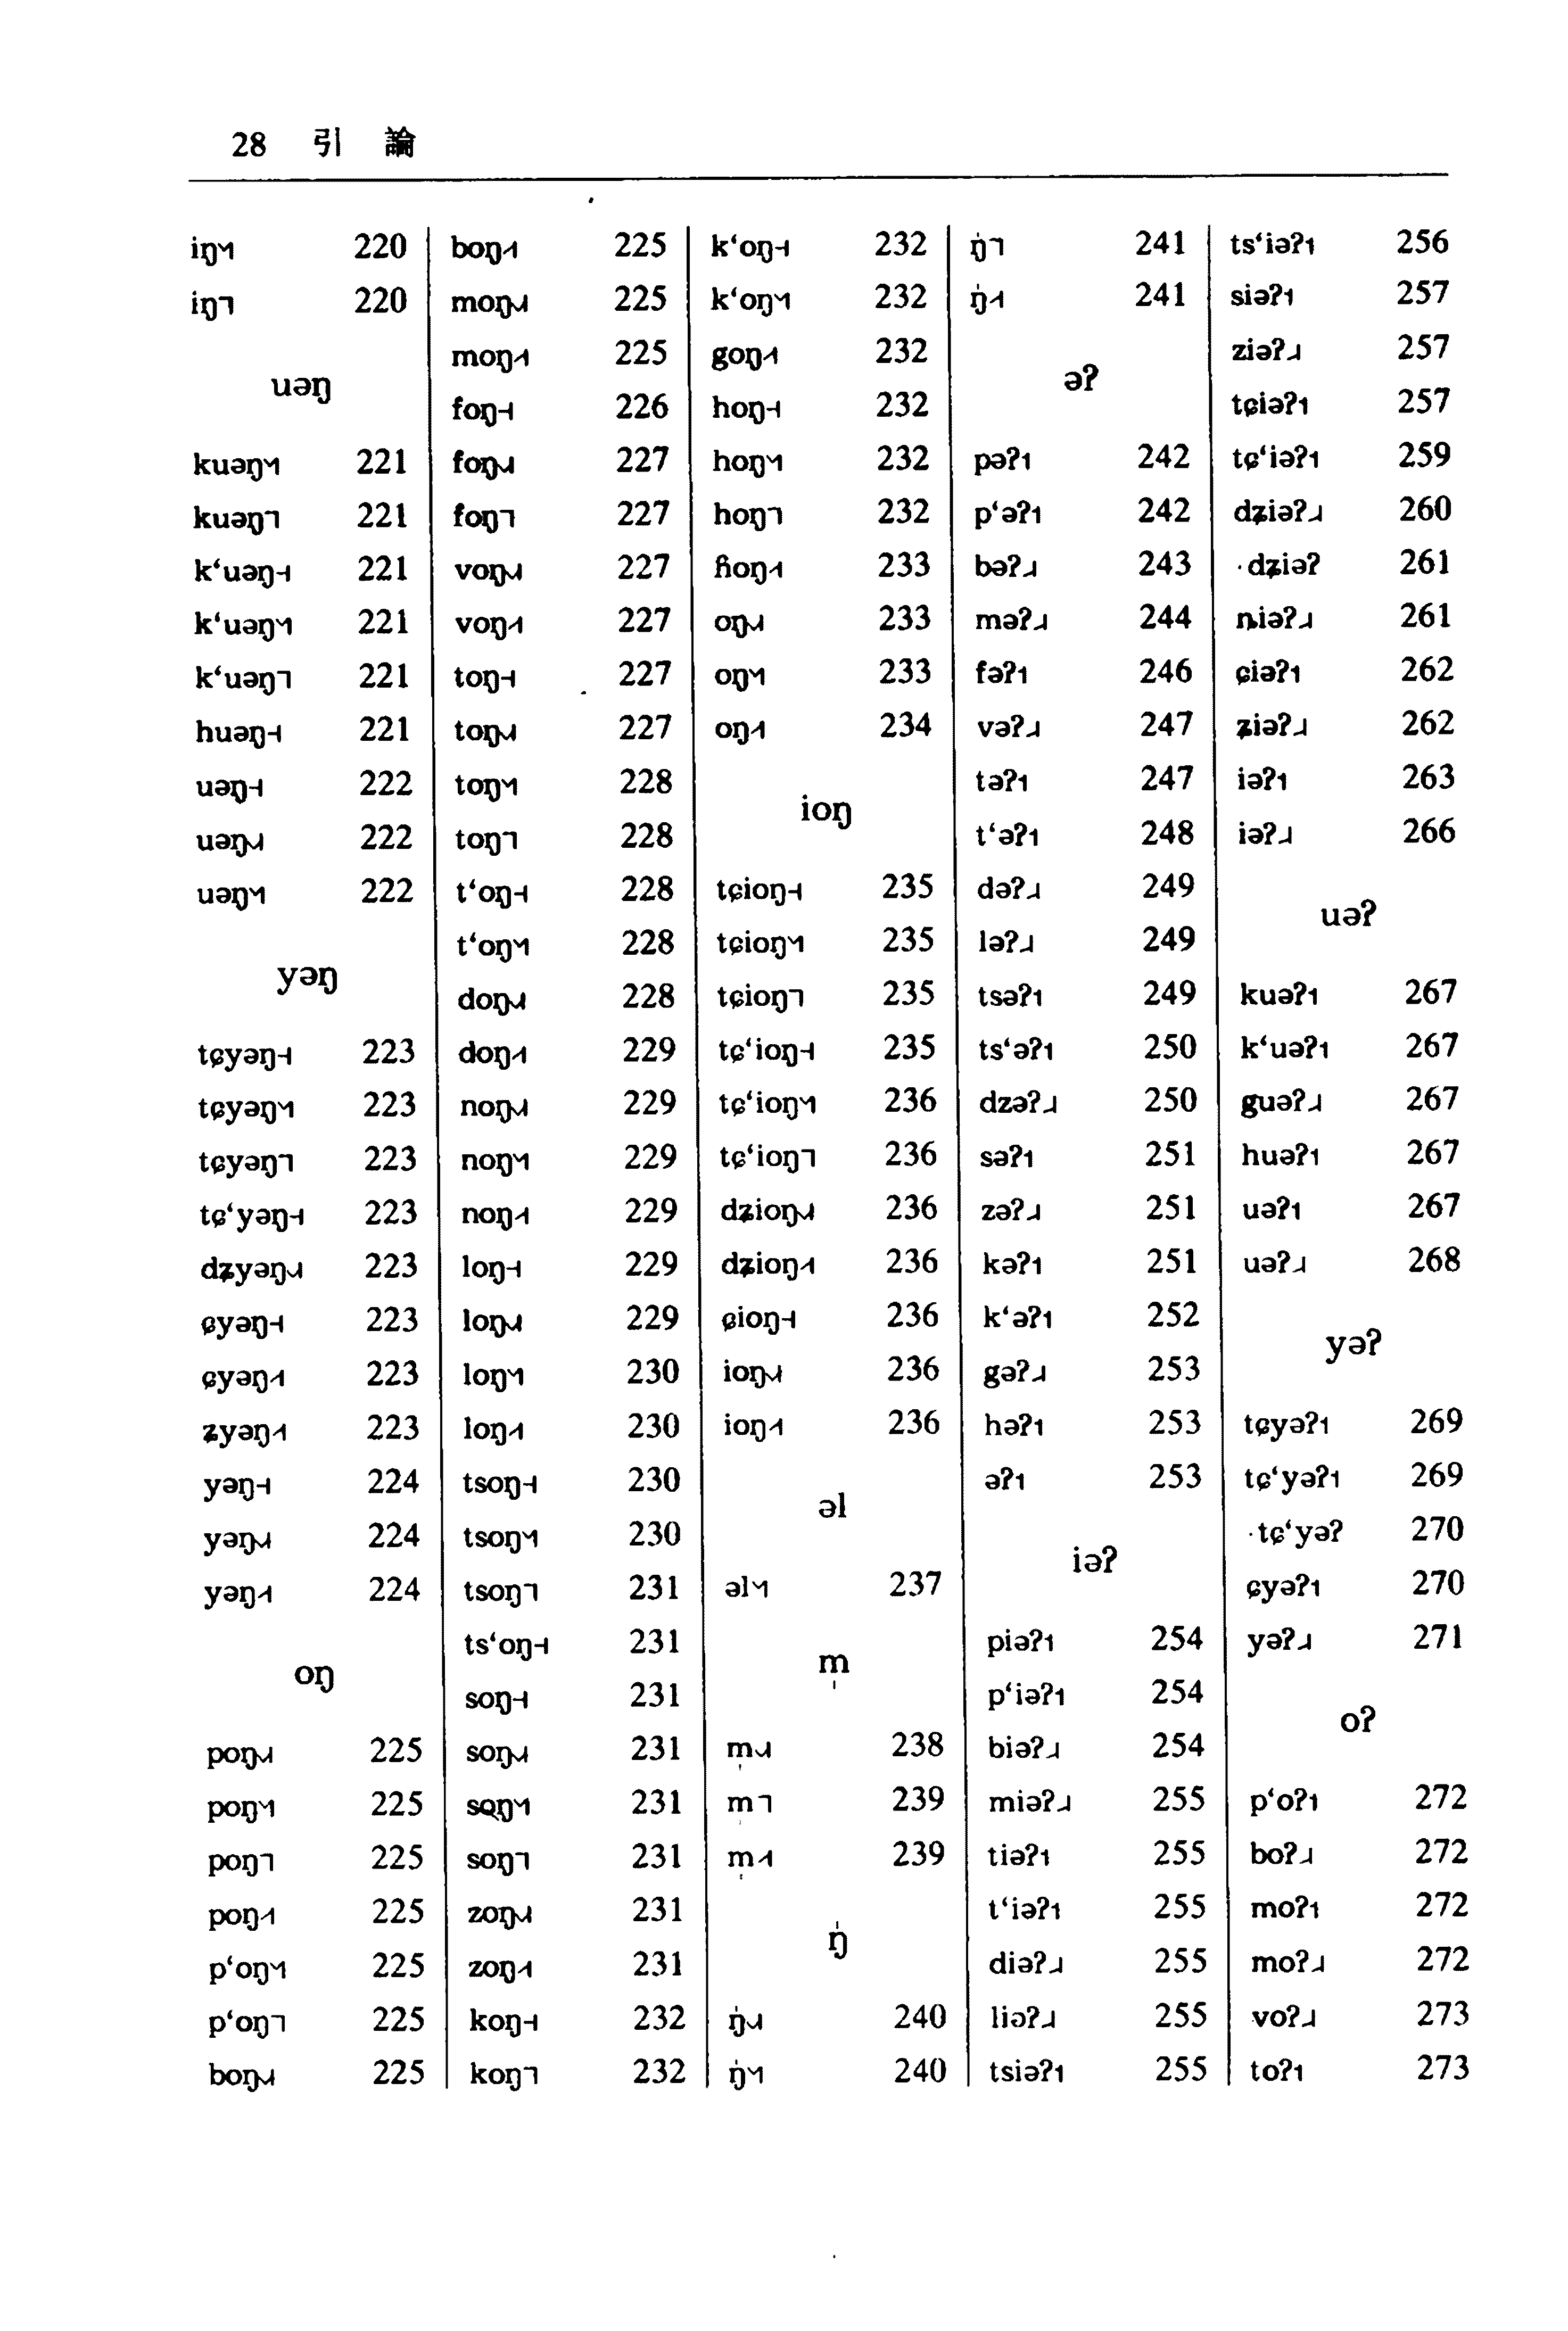 28 引 論
iŋ˦˧˥ 220
iŋ˥ 220
uəŋ
kuəŋ˦˧˥ 221
kuəŋ˥ 221
k‘uəŋ˧ 221
k‘uəŋ˦˧˥ 221
k‘uəŋ˥ 221
huəŋ˧ 221
uəŋ˧ 222
uəŋ˨˩˧ 222
uəŋ˦˧˥ 222
yəŋ
tɕyəŋ˧ 223
tɕyəŋ˦˧˥ 223
tɕyəŋ˥ 223
tɕ‘yəŋ˧ 223
dʑyəŋ˨˩˧ 223
ɕyəŋ˧ 223
ɕyəŋ˩˧ 223
ʑyəŋ˩˧ 223
yəŋ˧ 224
yəŋ˨˩˧ 224
yəŋ˩˧ 224
oŋ
poŋ˨˩˧ 225
poŋ˦˧˥ 225
poŋ˥ 225
poŋ˩˧ 225
p‘oŋ˦˧˥ 225
p‘oŋ˥ 225
boŋ˨˩˧ 225
boŋ˩˧ 225
moŋ˨˩˧ 225
moŋ˩˧ 225
foŋ˧ 226
foŋ˨˩˧ 227
foŋ˥ 227
voŋ˨˩˧ 227
voŋ˩˧ 227
toŋ˧ 227
toŋ˨˩˧ 227
toŋ˦˧˥ 228
toŋ˥ 228
t‘oŋ˧ 228
t‘oŋ˦˧˥ 228
doŋ˨˩˧ 228
doŋ˩˧ 229
noŋ˨˩˧ 229
noŋ˦˧˥ 229
noŋ˩˧ 229
loŋ˧ 229
loŋ˨˩˧ 229
loŋ˦˧˥ 230
loŋ˩˧ 230
tsoŋ˧ 230
tsoŋ˦˧˥ 230
tsoŋ˥ 231
ts‘oŋ˧ 231
soŋ˧ 231
soŋ˨˩˧ 231
soŋ˦˧˥ 231
soŋ˥ 231
zoŋ˨˩˧ 231
zoŋ˩˧ 231
koŋ˧ 232
koŋ˥ 232
k‘oŋ˧ 232
k‘oŋ˦˧˥ 232
goŋ˩˧ 232
hoŋ˧ 232
hoŋ˦˧˥ 232
hoŋ˥ 232
ɦoŋ˩˧ 233
oŋ˨˩˧ 233
oŋ˦˧˥ 233
oŋ˩˧ 234
ioŋ
tɕioŋ˧ 235
tɕioŋ˦˧˥ 235
tɕioŋ˥ 235
tɕ‘ioŋ˧ 235
tɕ‘ioŋ˦˧˥ 236
tɕ‘ioŋ˥ 236
dʑioŋ˨˩˧ 236
dʑioŋ˩˧ 236
ɕioŋ˧ 236
ioŋ˨˩˧ 236
ioŋ˩˧ 236
əl
əl˦˧˥ 237
m̩
m̩˨˩˧ 238
m̩˥ 239
m̩˩˧ 239
ŋ̍
ŋ̍˨˩˧ 240
ŋ̍˦˧˥ 240
ŋ̍˥ 241
ŋ̍˩˧ 241
əʔ
pəʔ˥ 242
p‘əʔ˥ 242
bəʔ˨ 243
məʔ˨ 244
fəʔ˥ 246
vəʔ˨ 247
təʔ˥ 247
t‘əʔ˥ 248
dəʔ˨ 249
ləʔ˨ 249
tsəʔ˥ 249
ts‘əʔ˥ 250
dzəʔ˨ 250
səʔ˥ 251
zəʔ˨ 251
kəʔ˥ 251
k‘əʔ˥ 252
gəʔ˨ 253
həʔ˥ 253
əʔ˥ 253
iəʔ
piəʔ˥ 254
p‘iəʔ˥ 254
biəʔ˨ 254
miəʔ˨ 255
tiəʔ˥ 255
t‘iəʔ˥ 255
diəʔ˨ 255
liəʔ˨ 255
tsiəʔ˥ 255
ts‘iəʔ˥ 256
siəʔ˥ 257
ziəʔ˨ 257
tɕiəʔ˥ 257
tɕ‘iəʔ˥ 259
dʑiəʔ˨ 260
·dʑiəʔ 261
ȵiəʔ˨ 261
ɕiəʔ˥ 262
ʑiəʔ˨ 262
iəʔ˥ 263
iəʔ˨ 266
uəʔ
kuəʔ˥ 267
k‘uəʔ˥ 267
guəʔ˨ 267
huəʔ˥ 267
uəʔ˥ 267
uəʔ˨ 268
yəʔ
tɕyəʔ˥ 269
tɕ‘yəʔ˥ 269
·tɕ‘yəʔ 270
ɕyəʔ˥ 270
yəʔ˨ 271
oʔ
p‘oʔ˥ 272
boʔ˨ 272
moʔ˥ 272
moʔ˨ 272
voʔ˨ 273
toʔ˥ 273